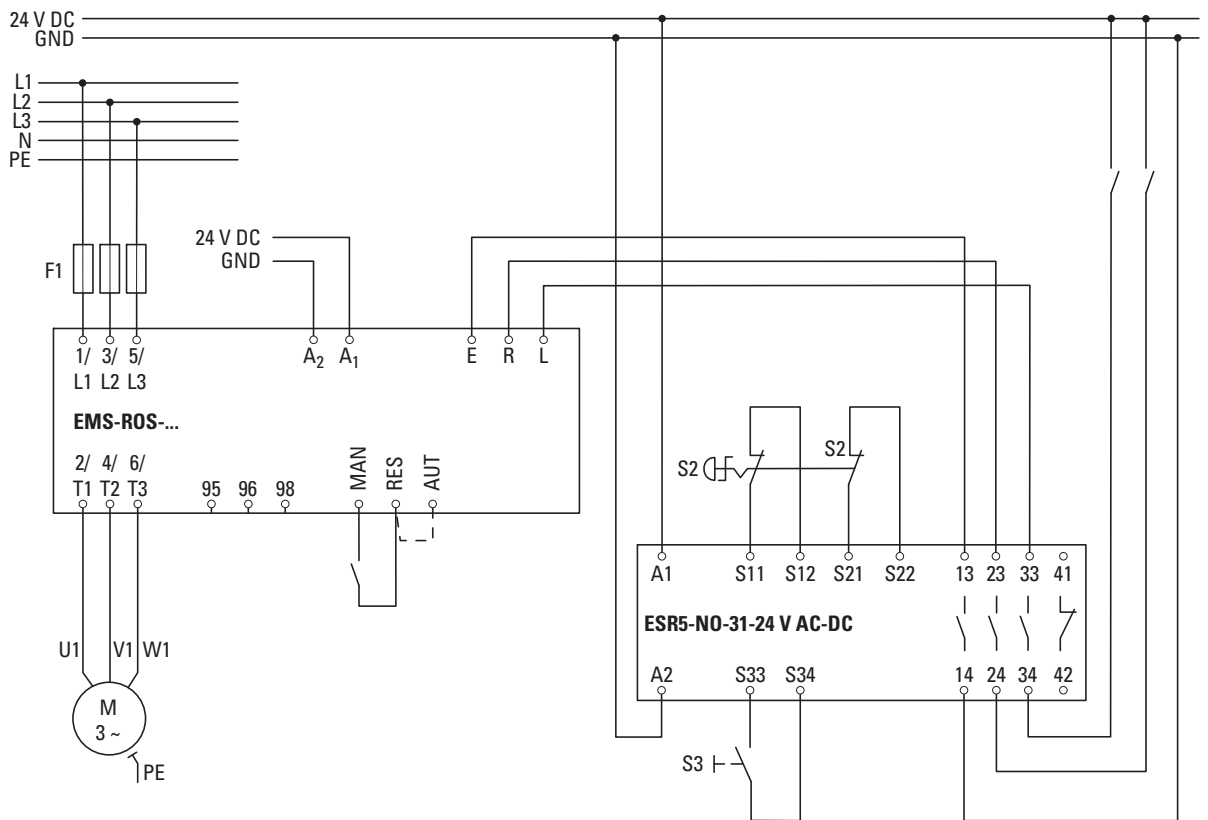 24 V DC
GND
L1
L2
L3
N
PE
24 V DC
GND
F1
1/ 3/ 5/ A2 A1 E R L
L1 L2 L3
EMS-ROS-...
2/ 4/ 6/ MAN RES AUT
T1 T2 T3 95 96 98
S2 S2
A1 S11 S12 S21 S22 13 23 33 41
ESR5-NO-31-24 V AC-DC
A2 S33 S34 14 24 34 42
U1 V1 W1
M
3 ~
PE
S3